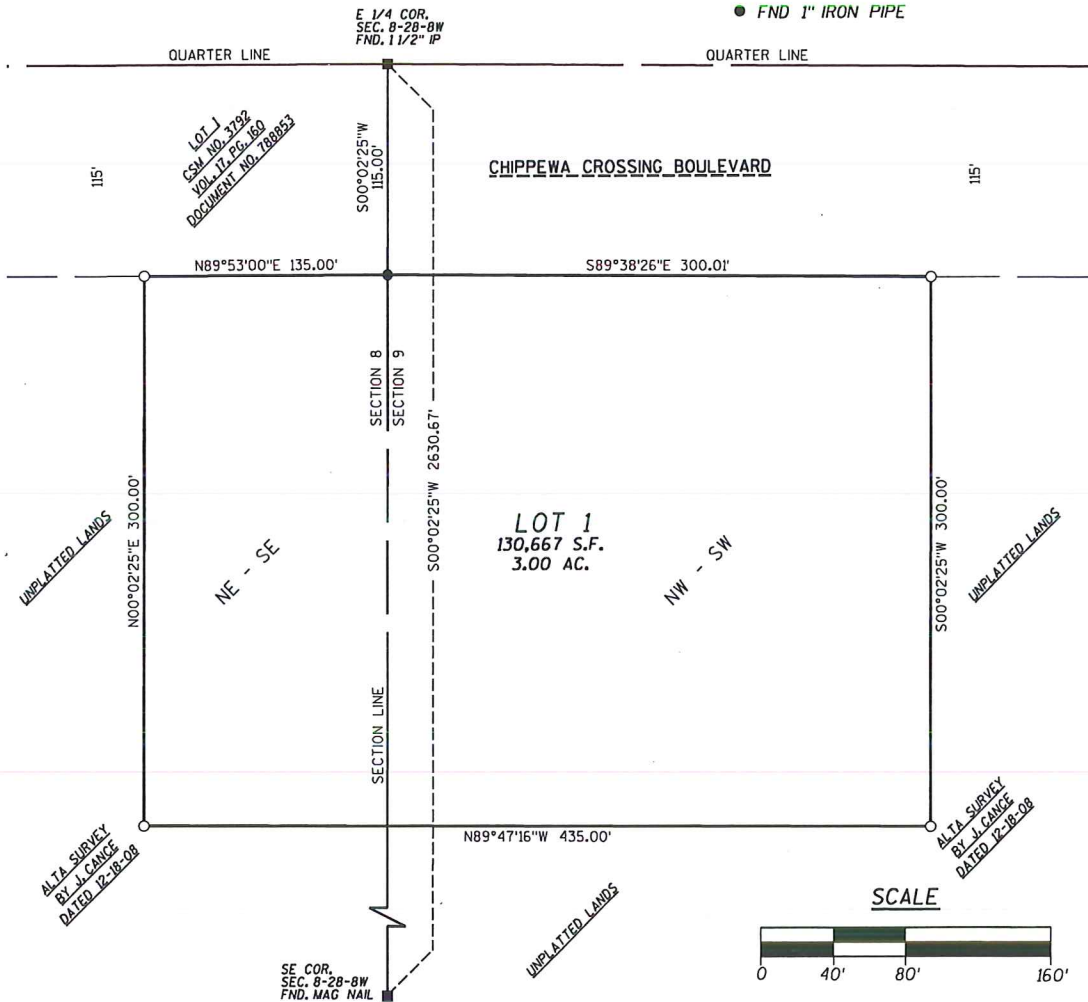 FND 1" IRON PIPE
E 1/4 COR.
SEC. 8-28-8W
FND. 1 1/2" IP
QUARTER LINE
QUARTER LINE
LOT 1
CSM NO. 3792
VOL. 17, PG. 160
DOCUMENT NO. 788853
115'
S00°02'25"W
115.00'
CHIPPEWA CROSSING BOULEVARD
115'
N89°53'00"E 135.00'
S89°38'26"E 300.01'
SECTION 8
SECTION 9
N00°02'25"E 300.00'
S00°02'25"W 2630.67'
S00°02'25"W 300.00'
UNPLATTED LANDS
NE - SE
LOT 1
130,667 S.F.
3.00 AC.
NW - SW
UNPLATTED LANDS
SECTION LINE
N89°47'16"W 435.00'
ALTA SURVEY
BY J. CANCE
DATED 12-18-08
ALTA SURVEY
BY J. CANCE
DATED 12-18-08
UNPLATTED LANDS
SE COR.
SEC. 8-28-8W
FND. MAG NAIL
SCALE
0 40' 80' 160'